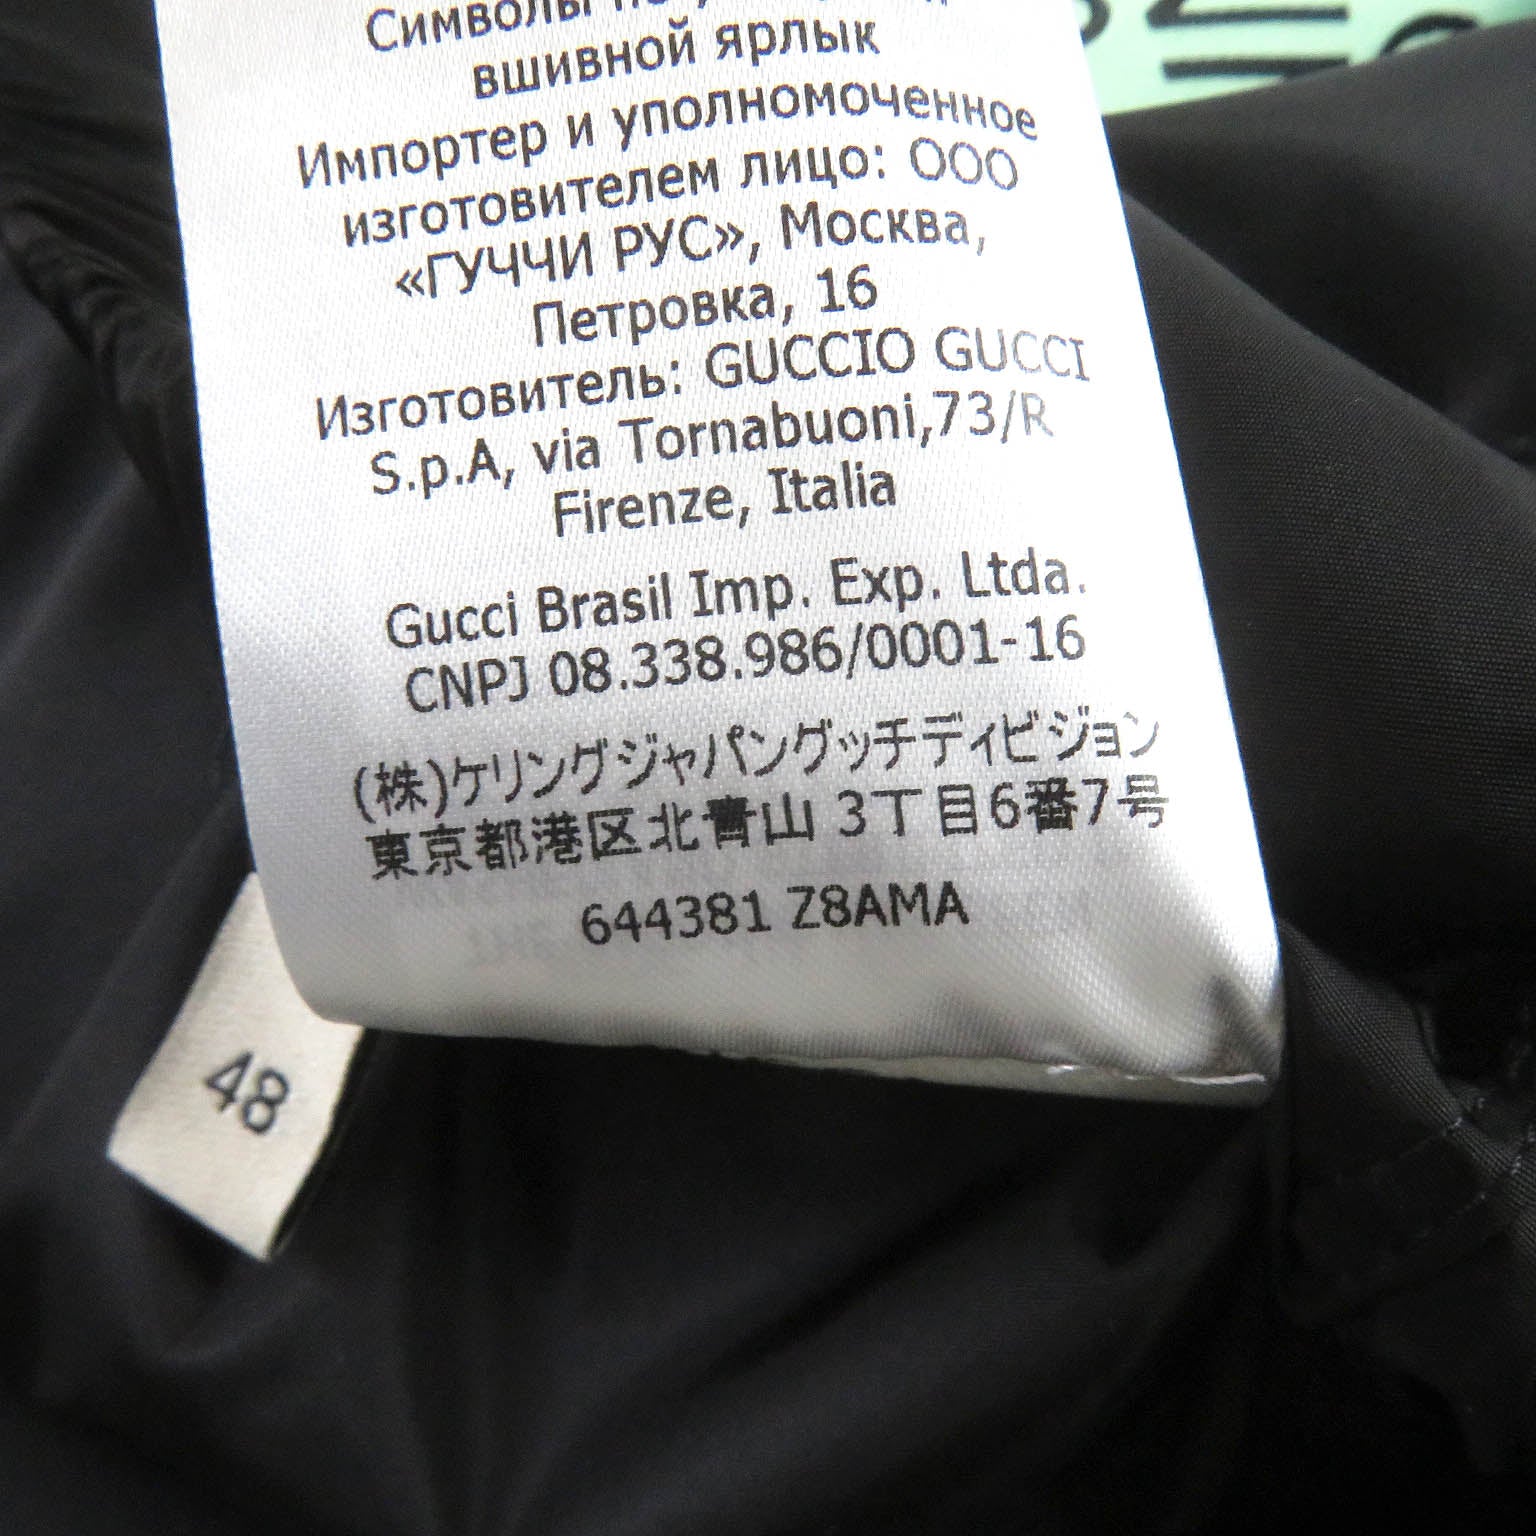 Символы
вшивной ярлык
Импортер и уполномоченное
изготовителем лицо: ООО
«ГУЧЧИ РУС», Москва,
Петровка, 16
Изготовитель: GUCCIO GUCCI
S.p.A, via Tornabuoni,73/R
Firenze, Italia
Gucci Brasil Imp. Exp. Ltda.
CNPJ 08.338.986/0001-16
(株)ケリングジャパングッチディビジョン
東京都港区北青山 3丁目6番7号
644381 Z8AMA
48